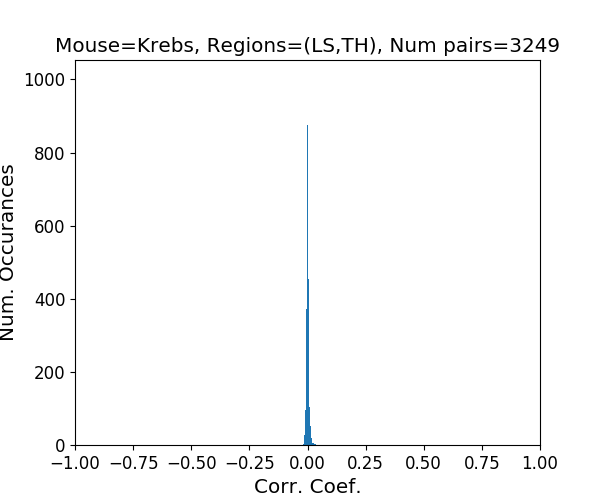 Mouse=Krebs, Regions=(LS,TH), Num pairs=3249
1000
800
600
400
200
0
Num. Occurances
−1.00 −0.75 −0.50 −0.25 0.00 0.25 0.50 0.75 1.00
Corr. Coef.